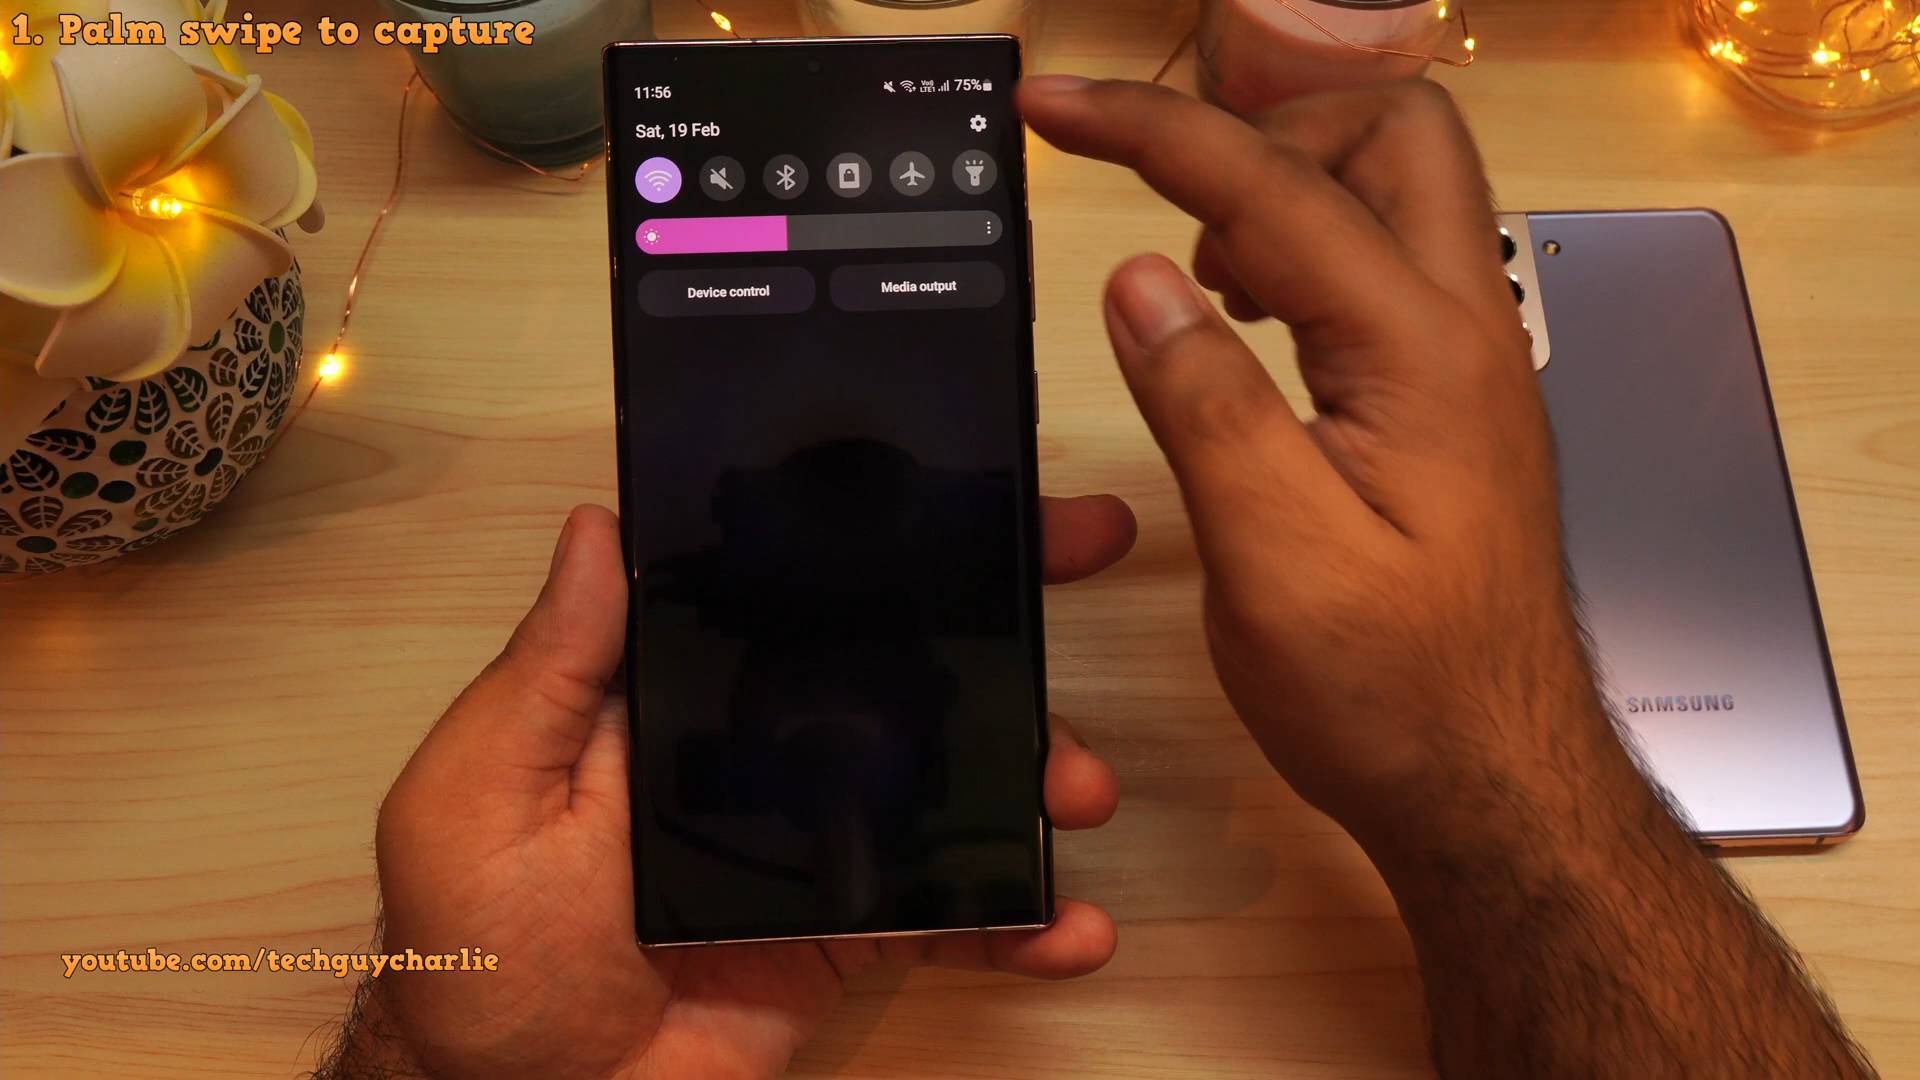 1. Palm swipe to capture
11:56
75%
Sat, 19 Feb
Device control
Media output
SAMSUNG
youtube.com/techguycharlie